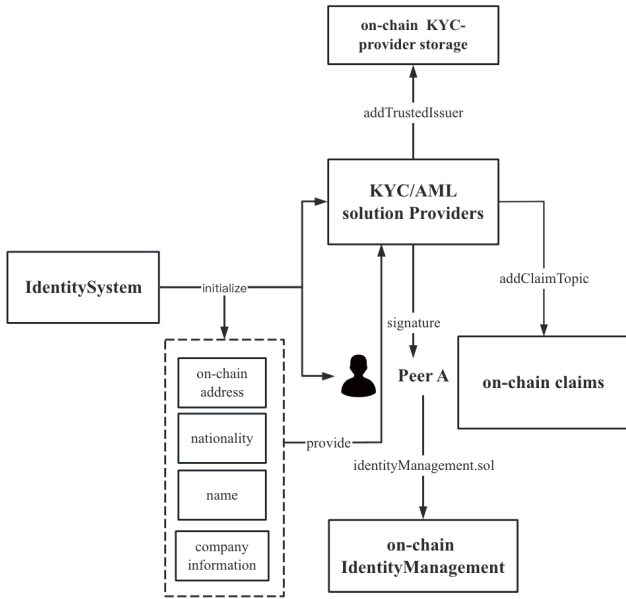 on-chain KYC-
provider storage
addTrustedIssuer
KYC/AML
solution Providers
IdentitySystem
initialize
addClaimTopic
signature
on-chain
address
nationality
name
company
information
Peer A
on-chain claims
provide
identityManagement.sol
on-chain
IdentityManagement